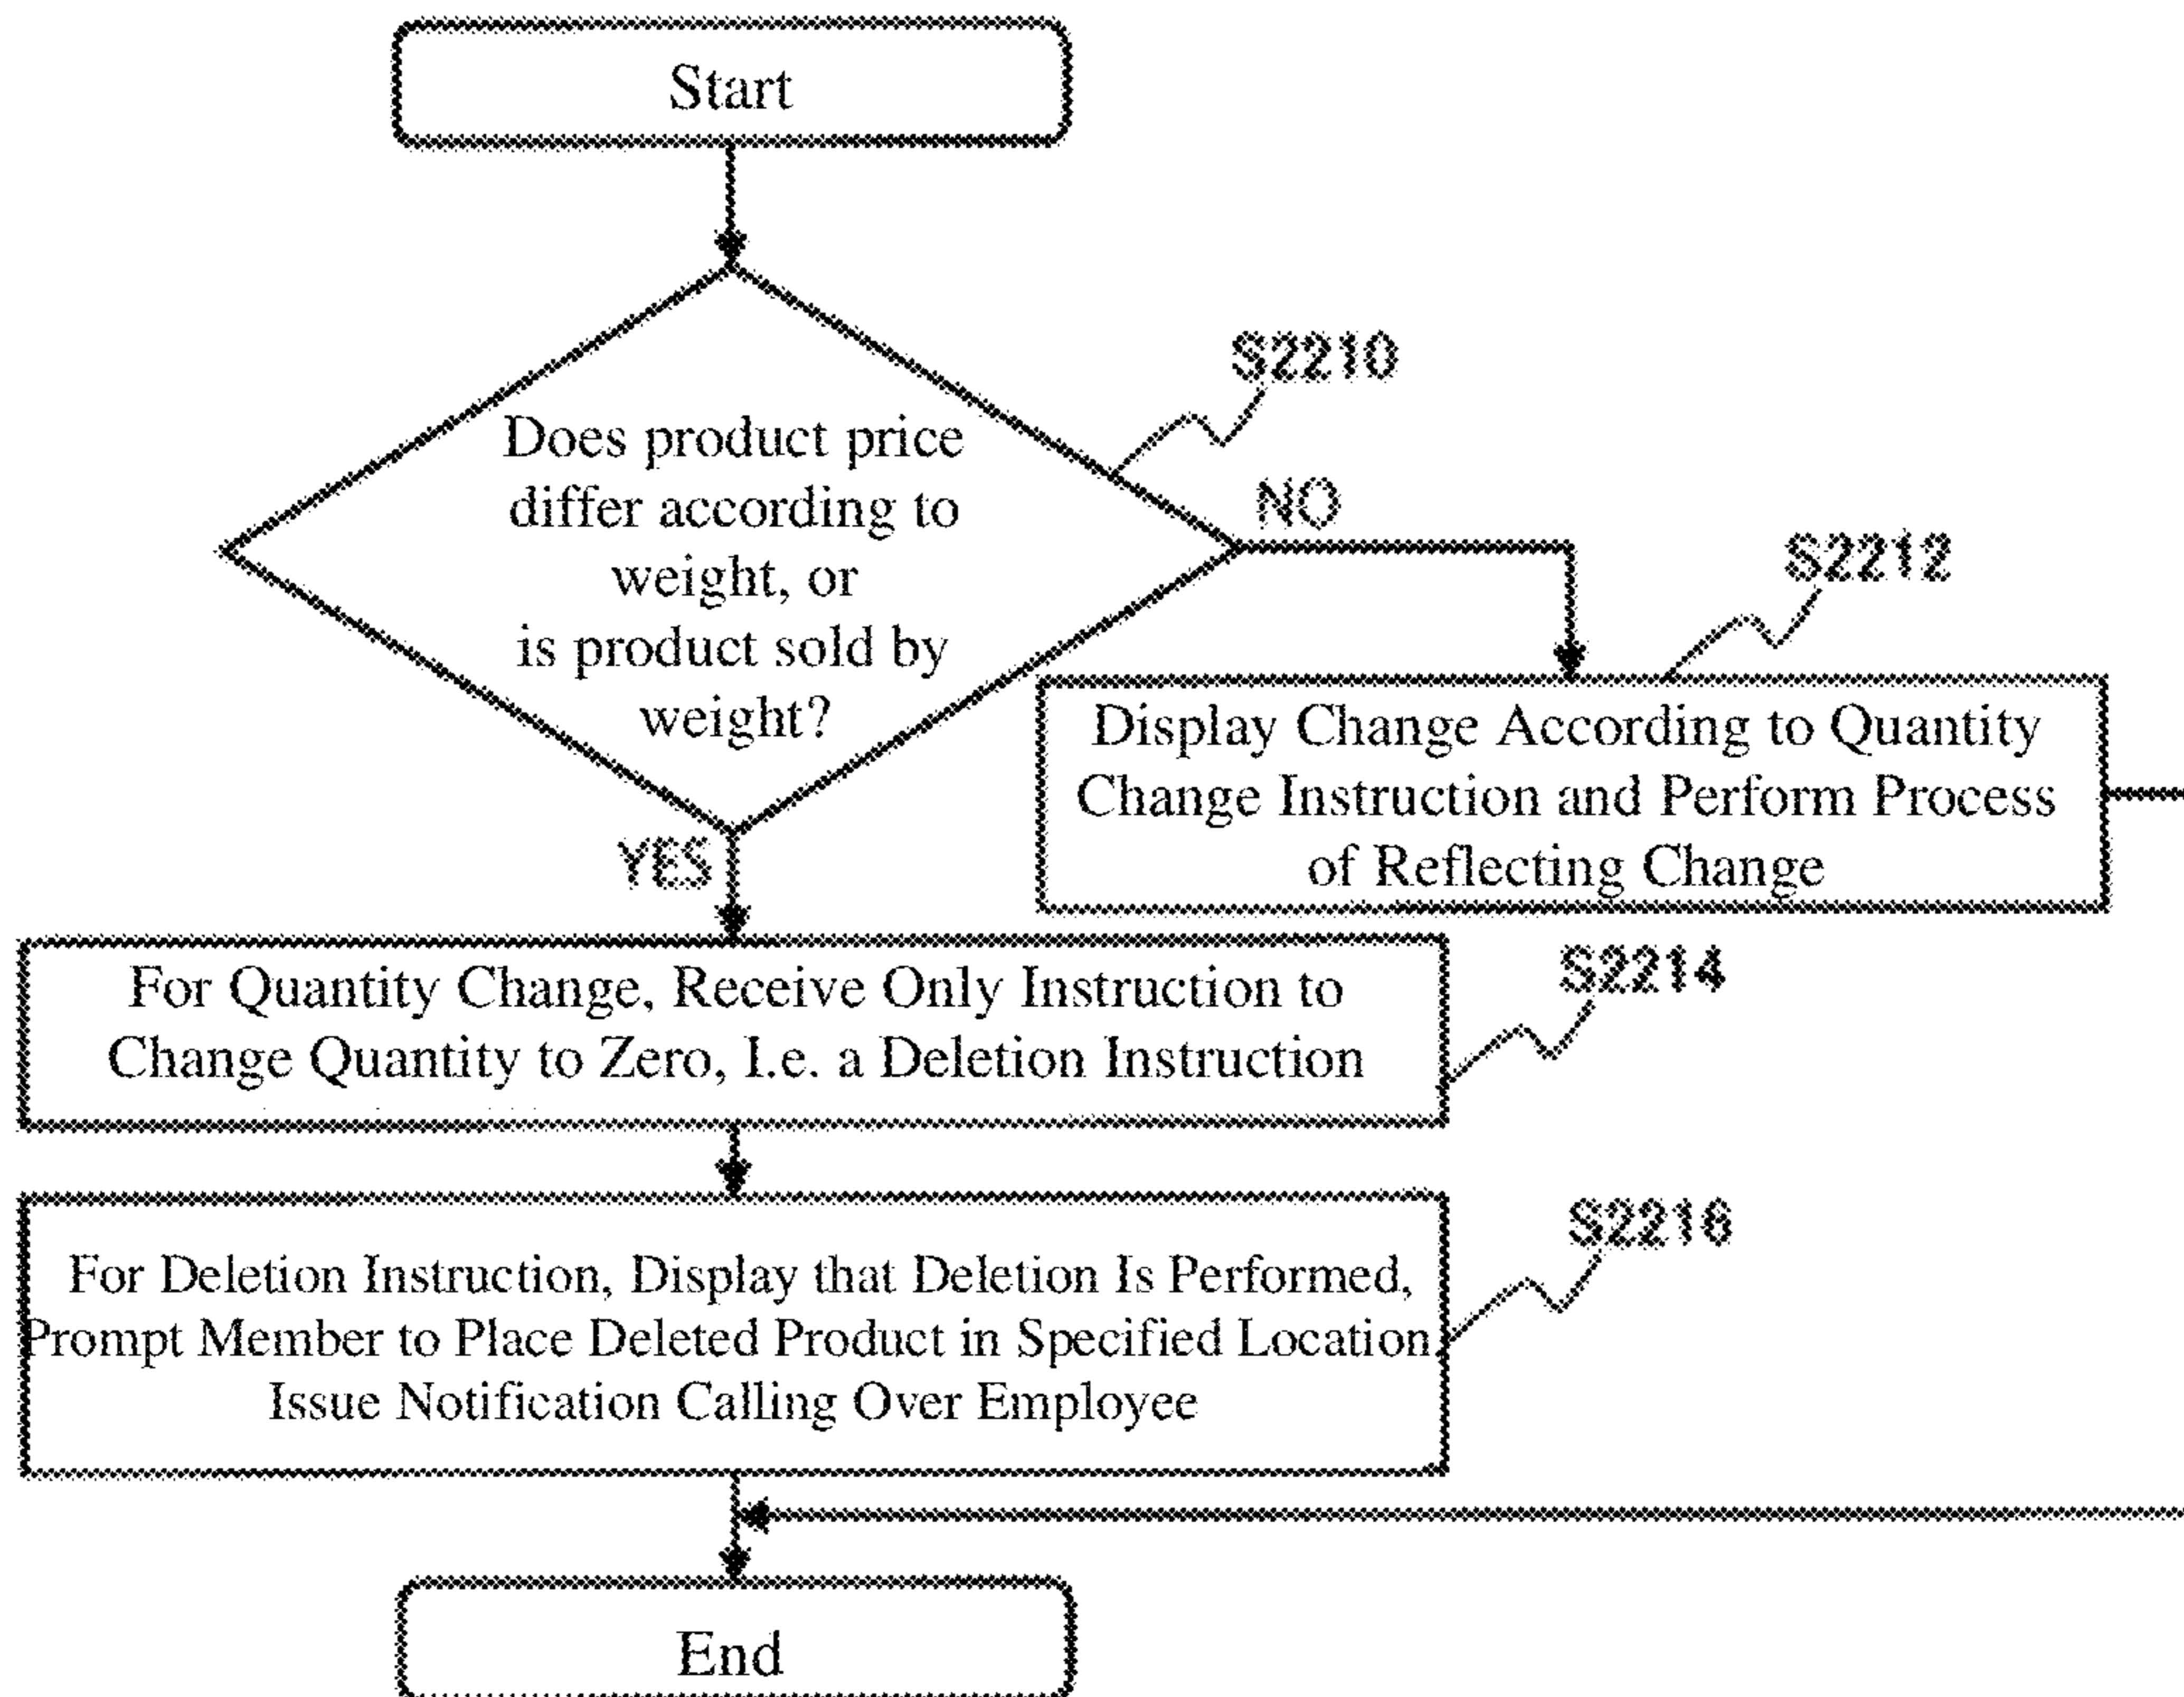 Start
S2210
Does product price
differ according to
weight, or
is product sold by
weight?
NO
S2212
Display Change According to Quantity
Change Instruction and Perform Process
of Reflecting Change
YES
For Quantity Change, Receive Only Instruction to
Change Quantity to Zero, I.e. a Deletion Instruction
S2214
For Deletion Instruction, Display that Deletion Is Performed,
Prompt Member to Place Deleted Product in Specified Location,
Issue Notification Calling Over Employee
S2216
End